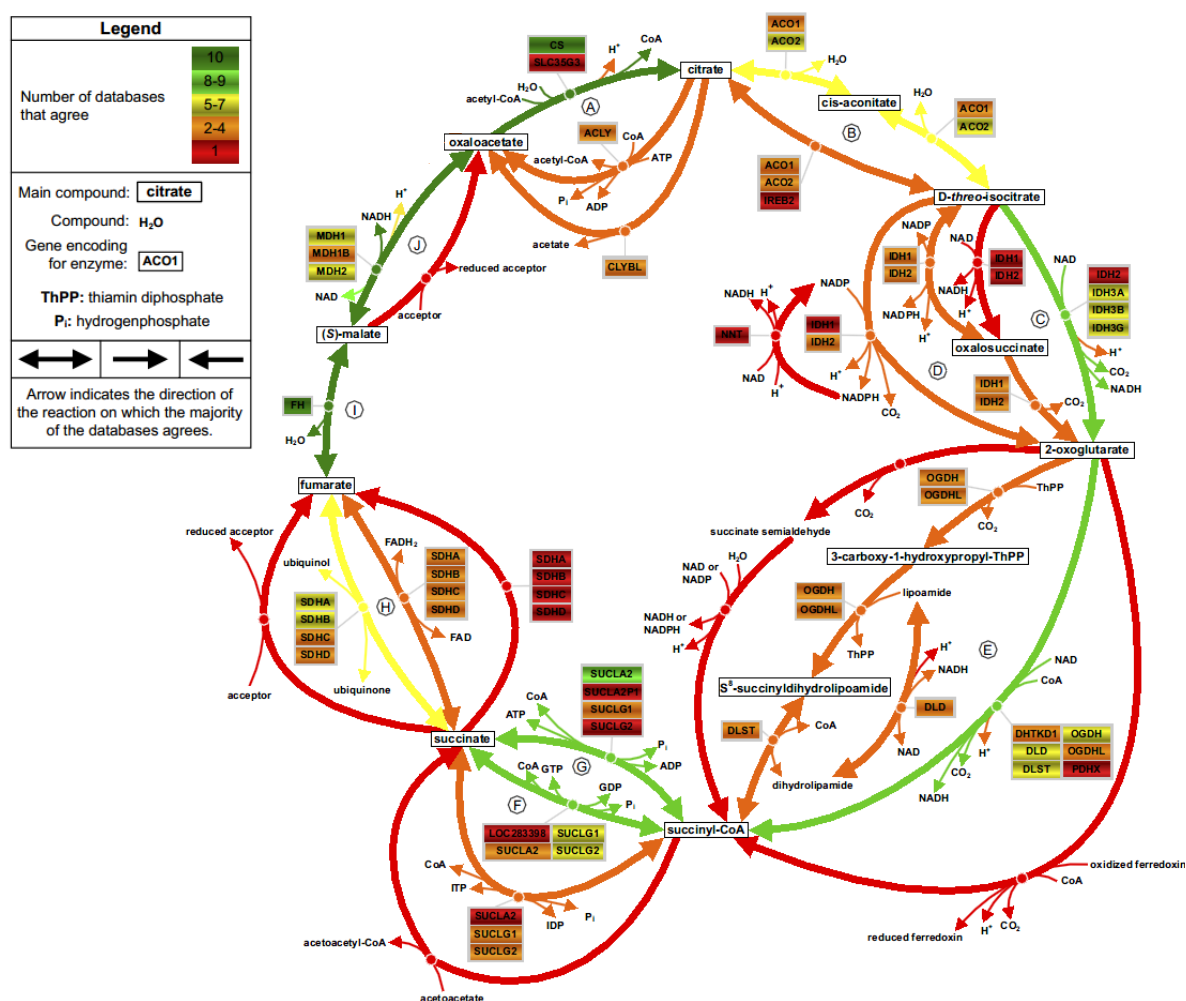 Legend
Number of databases
that agree
10
8-9
5-7
2-4
1
Main compound: citrate
Compound: H₂O
Gene encoding
for enzyme: ACO1
ThPP: thiamin diphosphate
Pᵢ: hydrogenphosphate
Arrow indicates the direction of
the reaction on which the majority
of the databases agrees.
CS
SLC35G3
H⁺
CoA
H₂O
acetyl-CoA
A
citrate
ACO1
ACO2
H₂O
cis-aconitate
H₂O
ACO1
ACO2
B
ACO1
ACO2
IREB2
D-threo-isocitrate
oxaloacetate
ACLY
CoA
acetyl-CoA
ATP
Pᵢ
ADP
acetate
CLYBL
H⁺
NADH
MDH1
MDH1B
MDH2
NAD
J
reduced acceptor
acceptor
(S)-malate
FH
I
H₂O
fumarate
NADP
IDH1
IDH2
NADPH
H⁺
NAD
IDH1
IDH2
NADH
H⁺
oxalosuccinate
NAD
IDH2
IDH3A
IDH3B
IDH3G
C
H⁺
CO₂
NADH
NNT
NADH
H⁺
NADP
NAD
H⁺
NADPH
IDH1
IDH2
H⁺
NADPH
CO₂
D
IDH1
IDH2
CO₂
2-oxoglutarate
CO₂
succinate semialdehyde
OGDH
OGDHL
ThPP
CO₂
3-carboxy-1-hydroxypropyl-ThPP
NAD or
NADP
H₂O
NADH or
NADPH
H⁺
OGDH
OGDHL
lipoamide
ThPP
H⁺
NADH
S⁸-succinyldihydrolipoamide
DLD
NAD
DLST
CoA
dihydrolipamide
E
NAD
CoA
DHTKD1 OGDH
DLD OGDHL
DLST PDHX
H⁺
CO₂
NADH
reduced acceptor
acceptor
ubiquinol
SDHA
SDHB
SDHC
SDHD
ubiquinone
H
FADH₂
SDHA
SDHB
SDHC
SDHD
FAD
SDHA
SDHB
SDHC
SDHD
succinate
CoA
ATP
SUCLA2
SUCLA2P1
SUCLG1
SUCLG2
Pᵢ
ADP
G
CoA
GTP
GDP
Pᵢ
F
LOC283398 SUCLG1
SUCLA2 SUCLG2
succinyl-CoA
CoA
ITP
IDP
Pᵢ
SUCLA2
SUCLG1
SUCLG2
acetoacetyl-CoA
acetoacetate
oxidized ferredoxin
CoA
reduced ferredoxin
H⁺
CO₂